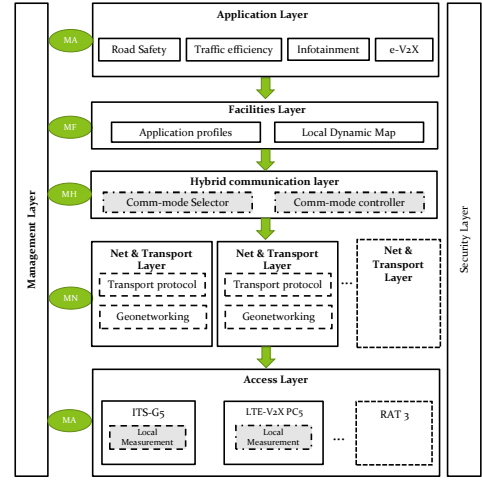 Application Layer
MA
Road Safety
Traffic efficiency
Infotainment
e-V2X
Facilities Layer
MF
Application profiles
Local Dynamic Map
Hybrid communication layer
MH
Comm-mode Selector
Comm-mode controller
Management Layer
Security Layer
Net & Transport
Layer
Transport protocol
Geonetworking
Net & Transport
Layer
Transport protocol
Geonetworking
...
Net &
Transport
Layer
MN
Access Layer
MA
ITS-G5
Local
Measurement
LTE-V2X PC5
Local
Measurement
...
RAT 3